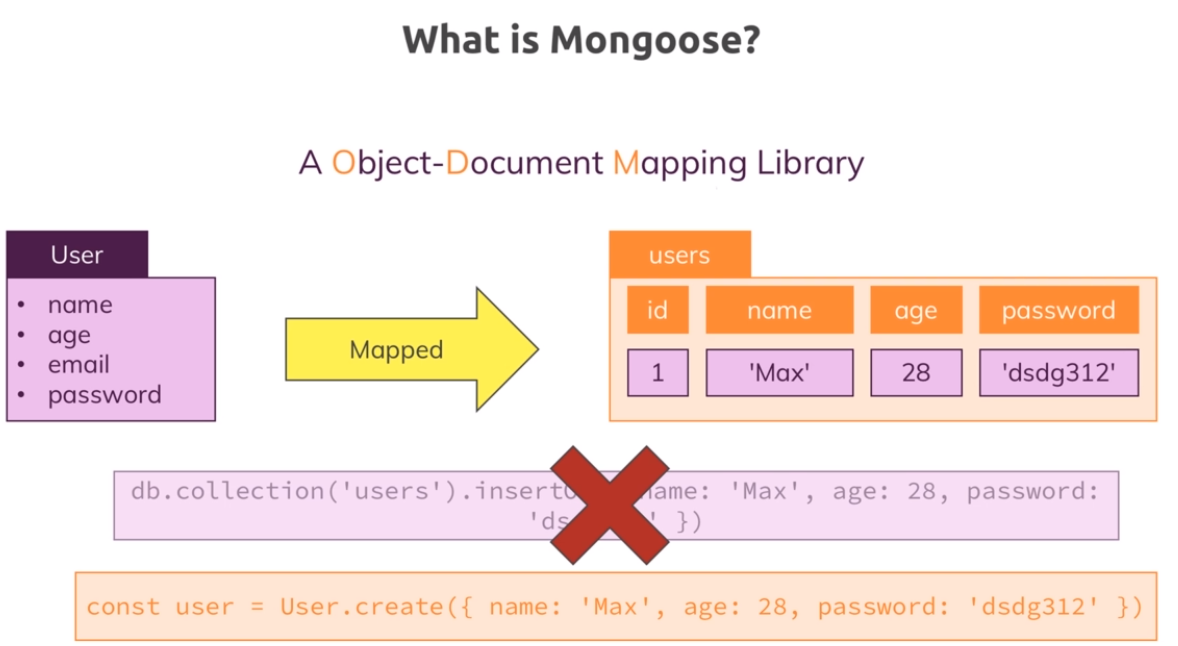 What is Mongoose?
A Object-Document Mapping Library
User
• name
• age
• email
• password
Mapped
users
id name age password
1 'Max' 28 'dsdg312'
db.collection('users').insert name: 'Max', age: 28, password:
'ds ' })
const user = User.create({ name: 'Max', age: 28, password: 'dsdg312' })